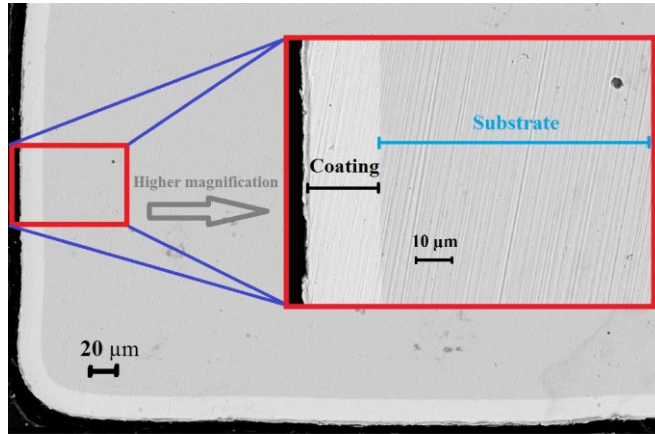 Substrate
Coating
Higher magnification
10 µm
20 µm